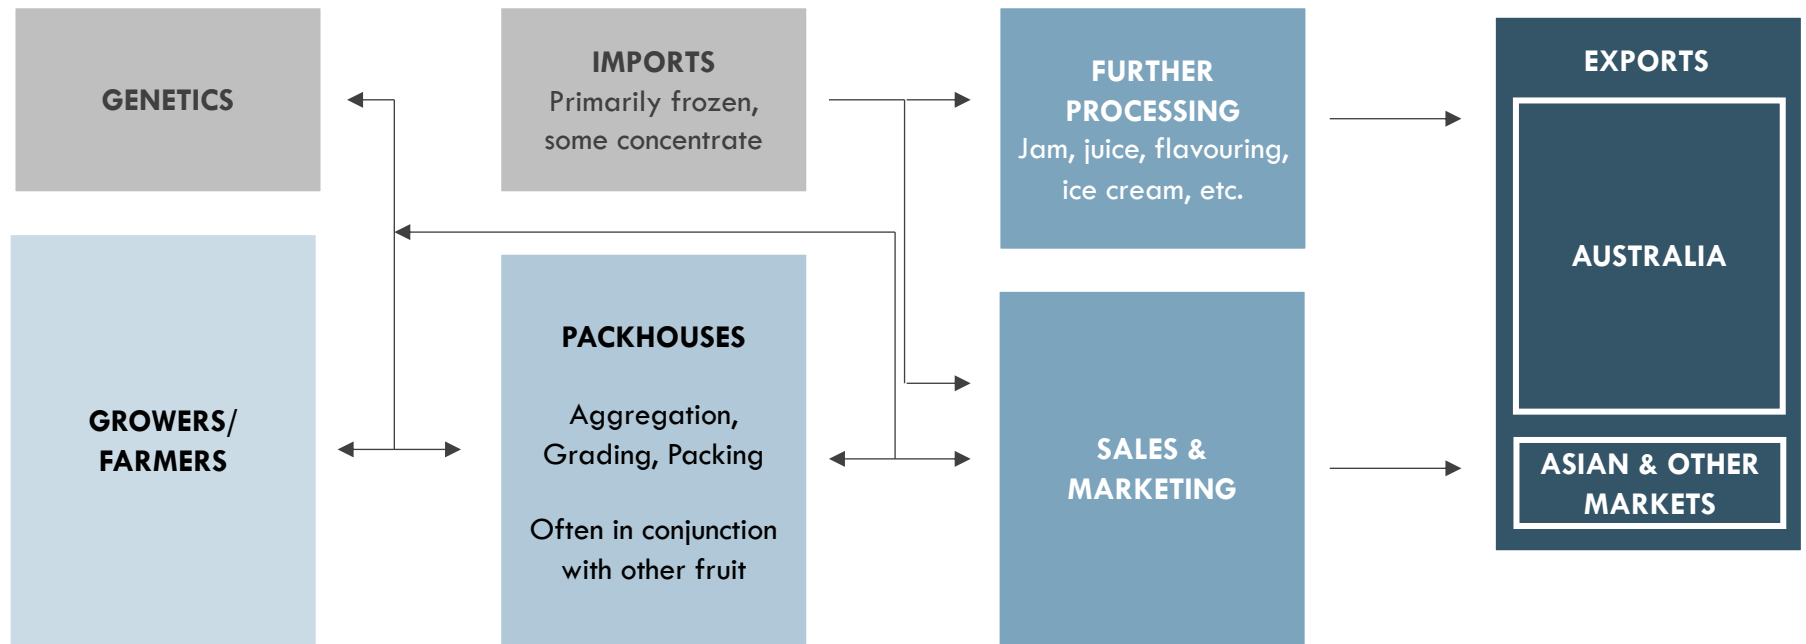 GENETICS
IMPORTS
Primarily frozen,
some concentrate
FURTHER
PROCESSING
Jam, juice, flavouring,
ice cream, etc.
EXPORTS
AUSTRALIA
ASIAN & OTHER
MARKETS
GROWERS/
FARMERS
PACKHOUSES
Aggregation,
Grading, Packing
Often in conjunction
with other fruit
SALES &
MARKETING